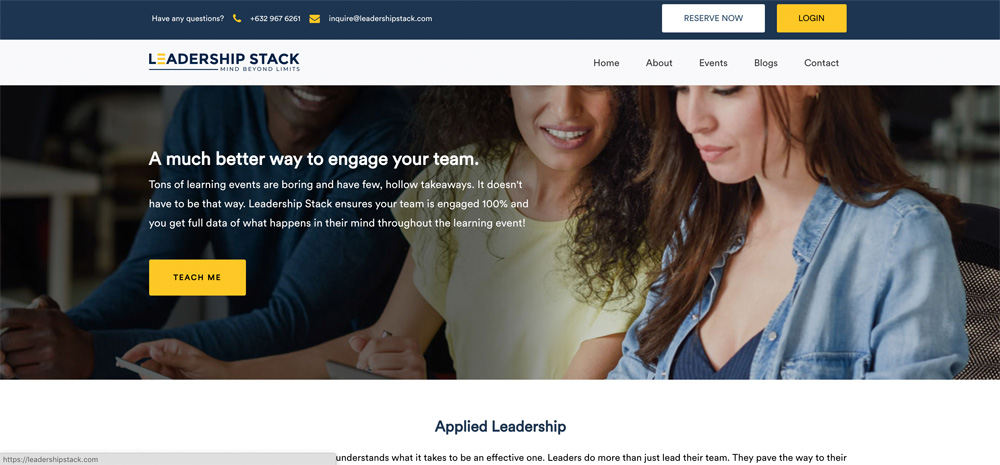 Have any questions? +632 967 6261 inquire@leadershipstack.com RESERVE NOW LOGIN
LEADERSHIP STACK
MIND BEYOND LIMITS
Home About Events Blogs Contact
A much better way to engage your team.
Tons of learning events are boring and have few, hollow takeaways. It doesn't
have to be that way. Leadership Stack ensures your team is engaged 100% and
you get full data of what happens in their mind throughout the learning event!
TEACH ME
Applied Leadership
understands what it takes to be an effective one. Leaders do more than just lead their team. They pave the way to their
https://leadershipstack.com